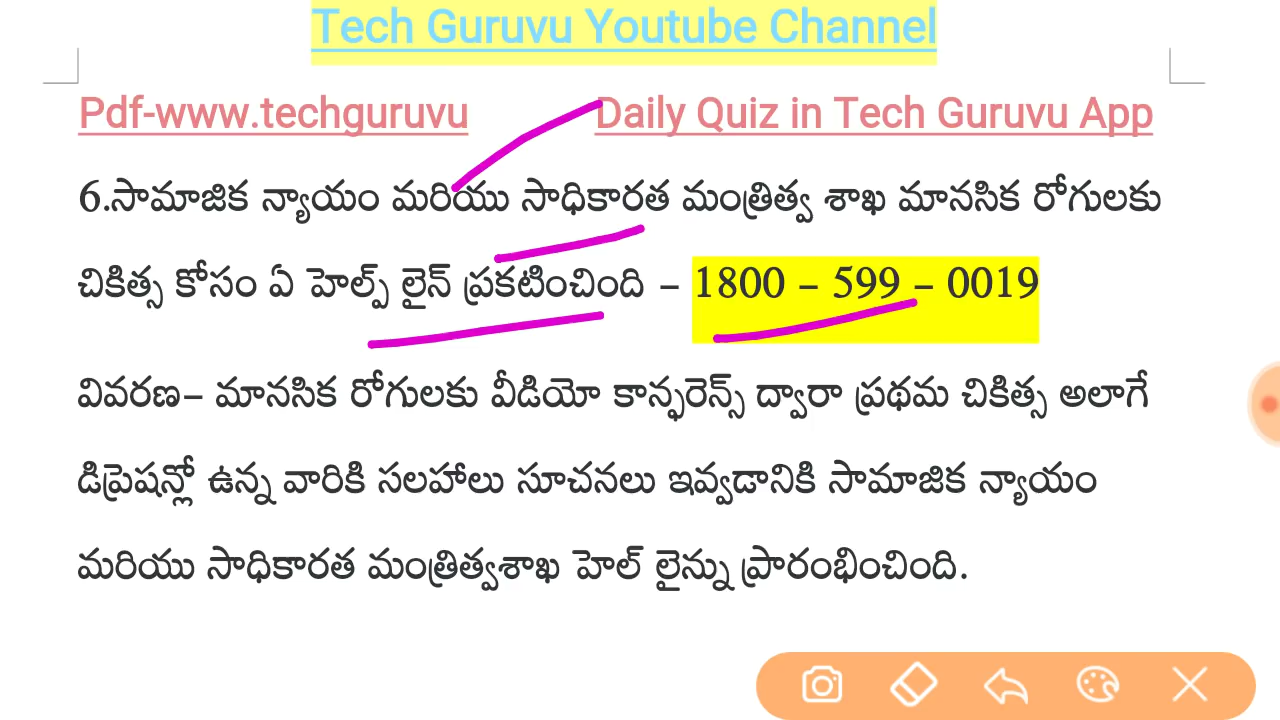 Tech Guruvu Youtube Channel
Pdf-www.techguruvu Daily Quiz in Tech Guruvu App
6.సామాజిక న్యాయం మరియు సాధికారత మంత్రిత్వ శాఖ మానసిక రోగులకు
చికిత్స కోసం ఏ హెల్ప్ లైన్ ప్రకటించింది – 1800 – 599 – 0019
వివరణ– మానసిక రోగులకు వీడియో కాన్ఫరెన్స్ ద్వారా ప్రథమ చికిత్స అలాగే
డిప్రెషన్లో ఉన్న వారికి సలహాలు సూచనలు ఇవ్వడానికి సామాజిక న్యాయం
మరియు సాధికారత మంత్రిత్వశాఖ హెల్ లైన్ను ప్రారంభించింది.